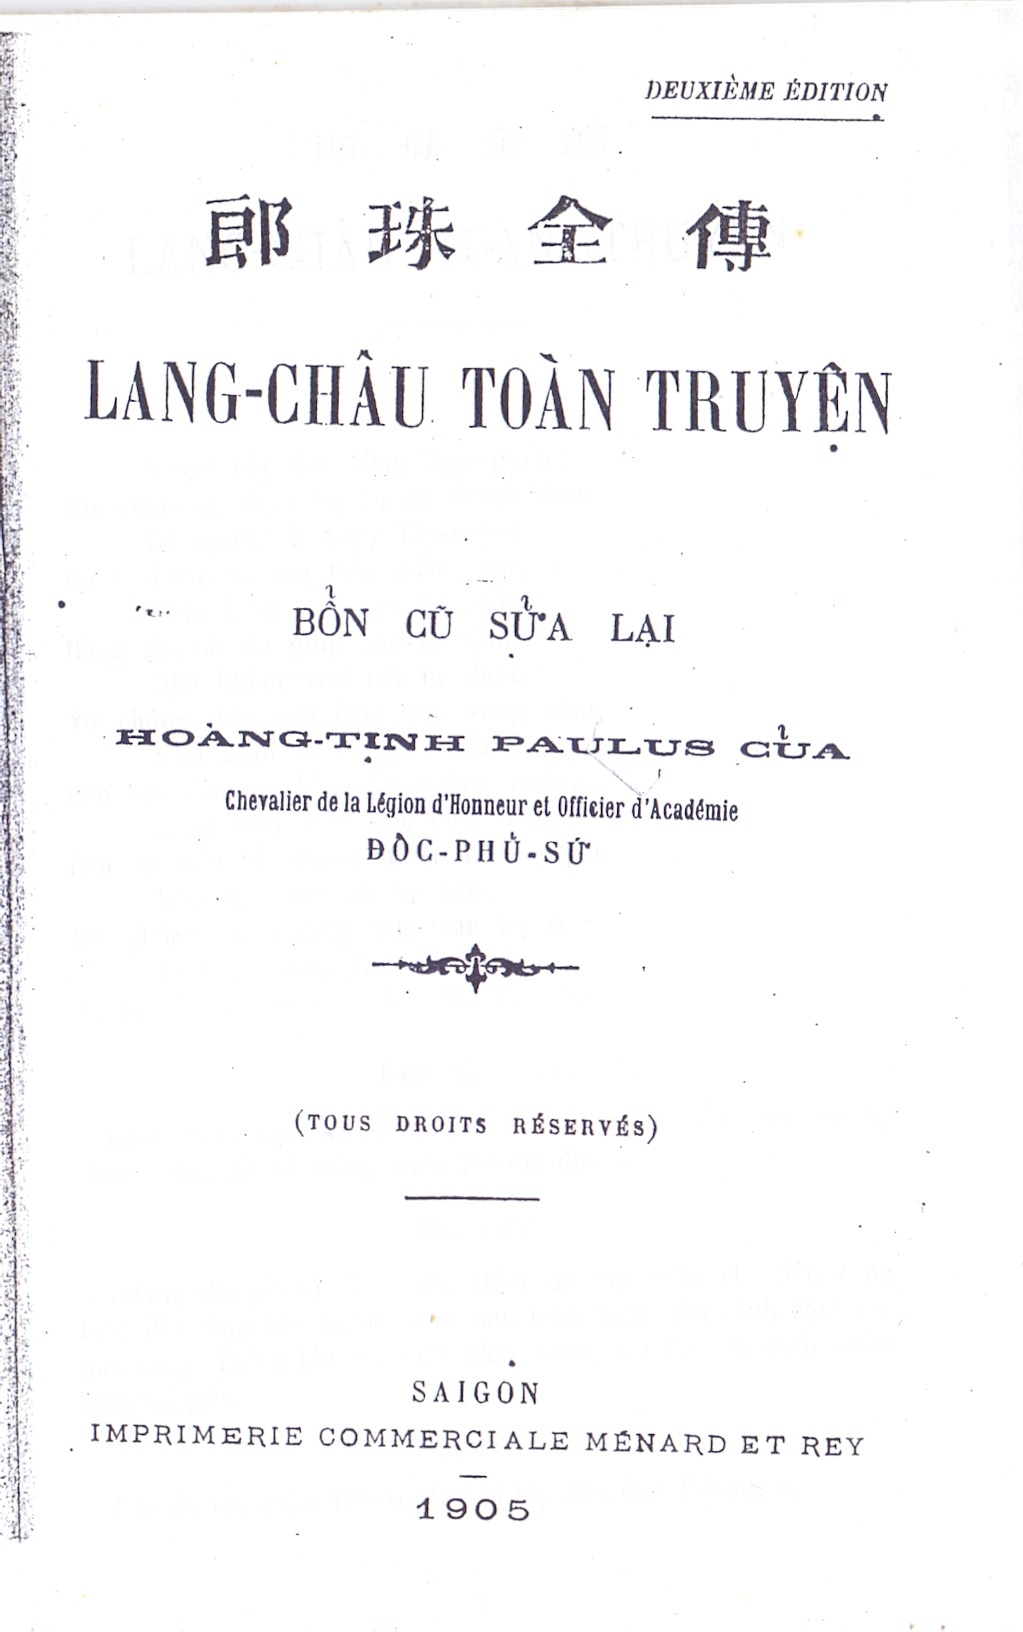 DEUXIÈME ÉDITION
郎 珠 全 傳
LANG-CHÂU TOÀN TRUYỆN
BỔN CŨ SỬA LẠI
HOÀNG-TỊNH PAULUS CỦA
Chevalier de la Légion d'Honneur et Officier d'Académie
ĐỐC-PHỦ-SỨ
(TOUS DROITS RÉSERVÉS)
SAIGON
IMPRIMERIE COMMERCIALE MÉNARD ET REY
1905